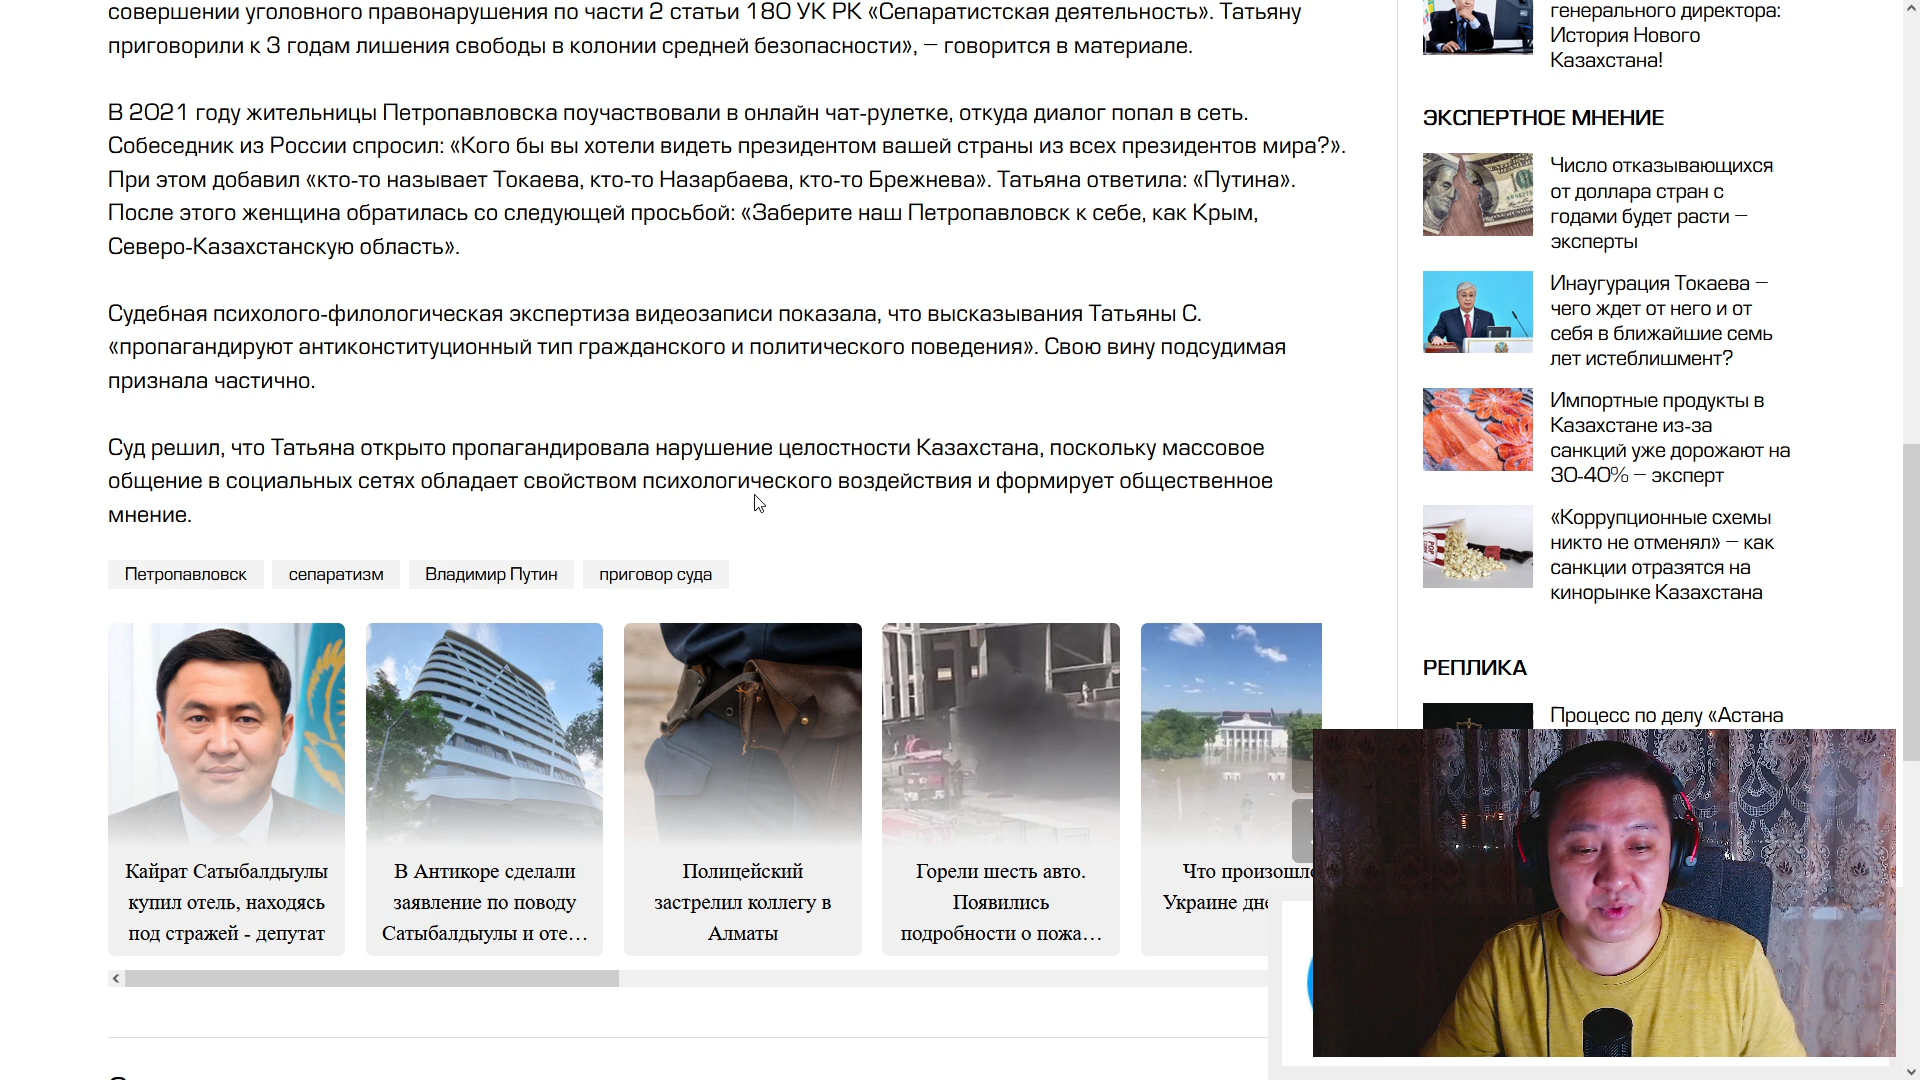 совершении уголовного правонарушения по части 2 статьи 180 УК РК «Сепаратистская деятельность». Татьяну
приговорили к 3 годам лишения свободы в колонии средней безопасности», – говорится в материале.
В 2021 году жительницы Петропавловска поучаствовали в онлайн чат-рулетке, откуда диалог попал в сеть.
Собеседник из России спросил: «Кого бы вы хотели видеть президентом вашей страны из всех президентов мира?».
При этом добавил «кто-то называет Токаева, кто-то Назарбаева, кто-то Брежнева». Татьяна ответила: «Путина».
После этого женщина обратилась со следующей просьбой: «Заберите наш Петропавловск к себе, как Крым,
Северо-Казахстанскую область».
Судебная психолого-филологическая экспертиза видеозаписи показала, что высказывания Татьяны С.
«пропагандируют антиконституционный тип гражданского и политического поведения». Свою вину подсудимая
признала частично.
Суд решил, что Татьяна открыто пропагандировала нарушение целостности Казахстана, поскольку массовое
общение в социальных сетях обладает свойством психологического воздействия и формирует общественное
мнение.
Петропавловск
сепаратизм
Владимир Путин
приговор суда
Кайрат Сатыбалдыулы
купил отель, находясь
под стражей - депутат
В Антикоре сделали
заявление по поводу
Сатыбалдыулы и оте…
Полицейский
застрелил коллегу в
Алматы
Горели шесть авто.
Появились
подробности о пожа…
Что произошло
Украине дне
генерального директора:
История Нового
Казахстана!
ЭКСПЕРТНОЕ МНЕНИЕ
Число отказывающихся
от доллара стран с
годами будет расти –
эксперты
Инаугурация Токаева –
чего ждет от него и от
себя в ближайшие семь
лет истеблишмент?
Импортные продукты в
Казахстане из-за
санкций уже дорожают на
30-40% – эксперт
«Коррупционные схемы
никто не отменял» – как
санкции отразятся на
кинорынке Казахстана
РЕПЛИКА
Процесс по делу «Астана